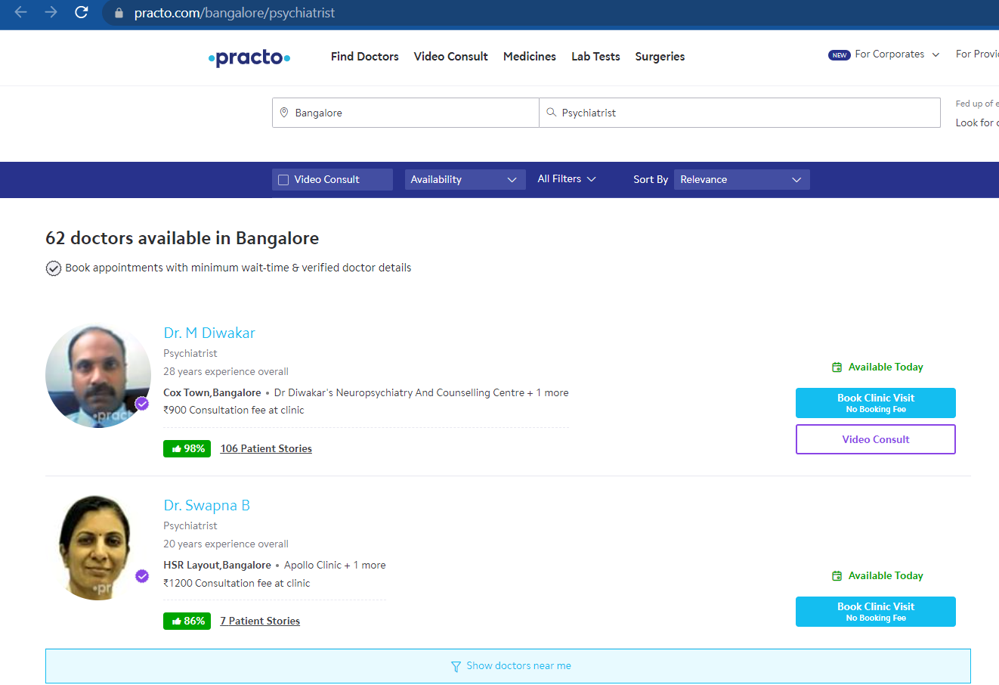 practo.com/bangalore/psychiatrist
practo
Find Doctors Video Consult Medicines Lab Tests Surgeries
NEW For Corporates For
Bangalore Psychiatrist
Fed up of
Look for
Video Consult Availability All Filters Sort By Relevance
62 doctors available in Bangalore
Book appointments with minimum wait-time & verified doctor details
Dr. M Diwakar
Psychiatrist
28 years experience overall
Cox Town,Bangalore • Dr Diwakar's Neuropsychiatry And Counselling Centre + 1 more
₹900 Consultation fee at clinic
98% 106 Patient Stories
Available Today
Book Clinic Visit
No Booking Fee
Video Consult
Dr. Swapna B
Psychiatrist
20 years experience overall
HSR Layout,Bangalore • Apollo Clinic + 1 more
₹1200 Consultation fee at clinic
86% 7 Patient Stories
Available Today
Book Clinic Visit
No Booking Fee
Show doctors near me